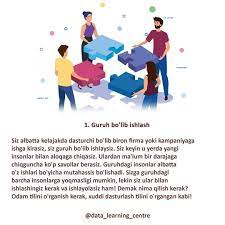 1. Guruh bo'lib ishlash
Siz albatta kelajakda dasturchi bo'lib biron firma yoki kampaniyaga
ishga kirasiz, siz guruh bo'lib ishlaysiz. Siz keyin u yerda yangi
insonlar bilan aloqaga chiqasiz. Ulardan ma'lum bir darajaga
chiqguncha ko'p savollar berasiz. Guruhdagi insonlar albatta
o'z ishlari bo'yicha mutahassis bo'lishadi. Sizga guruhdagi
barcha insonlarga yoqmasligi mumkin, lekin siz ular bilan
ishlashingiz kerak va ishlayolasiz ham! Demak nima qilish kerak?
Odam tilini o'rganish kerak, xuddi dasturlash tilini o'rgangan kabi!
@data_learning_centre